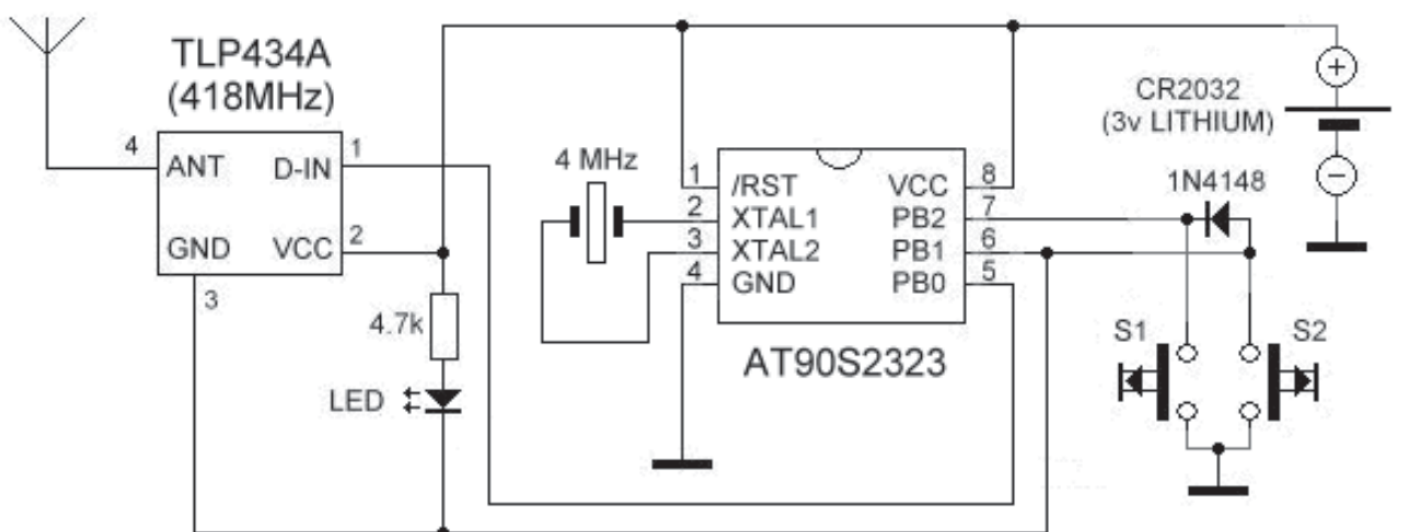 TLP434A
(418MHz)
4
ANT
D-IN
1
GND
VCC
2
3
4.7k
LED
4 MHz
1
/RST
VCC
8
2
XTAL1
PB2
7
3
XTAL2
PB1
6
4
GND
PB0
5
AT90S2323
CR2032
(3v LITHIUM)
+
−
1N4148
S1
S2